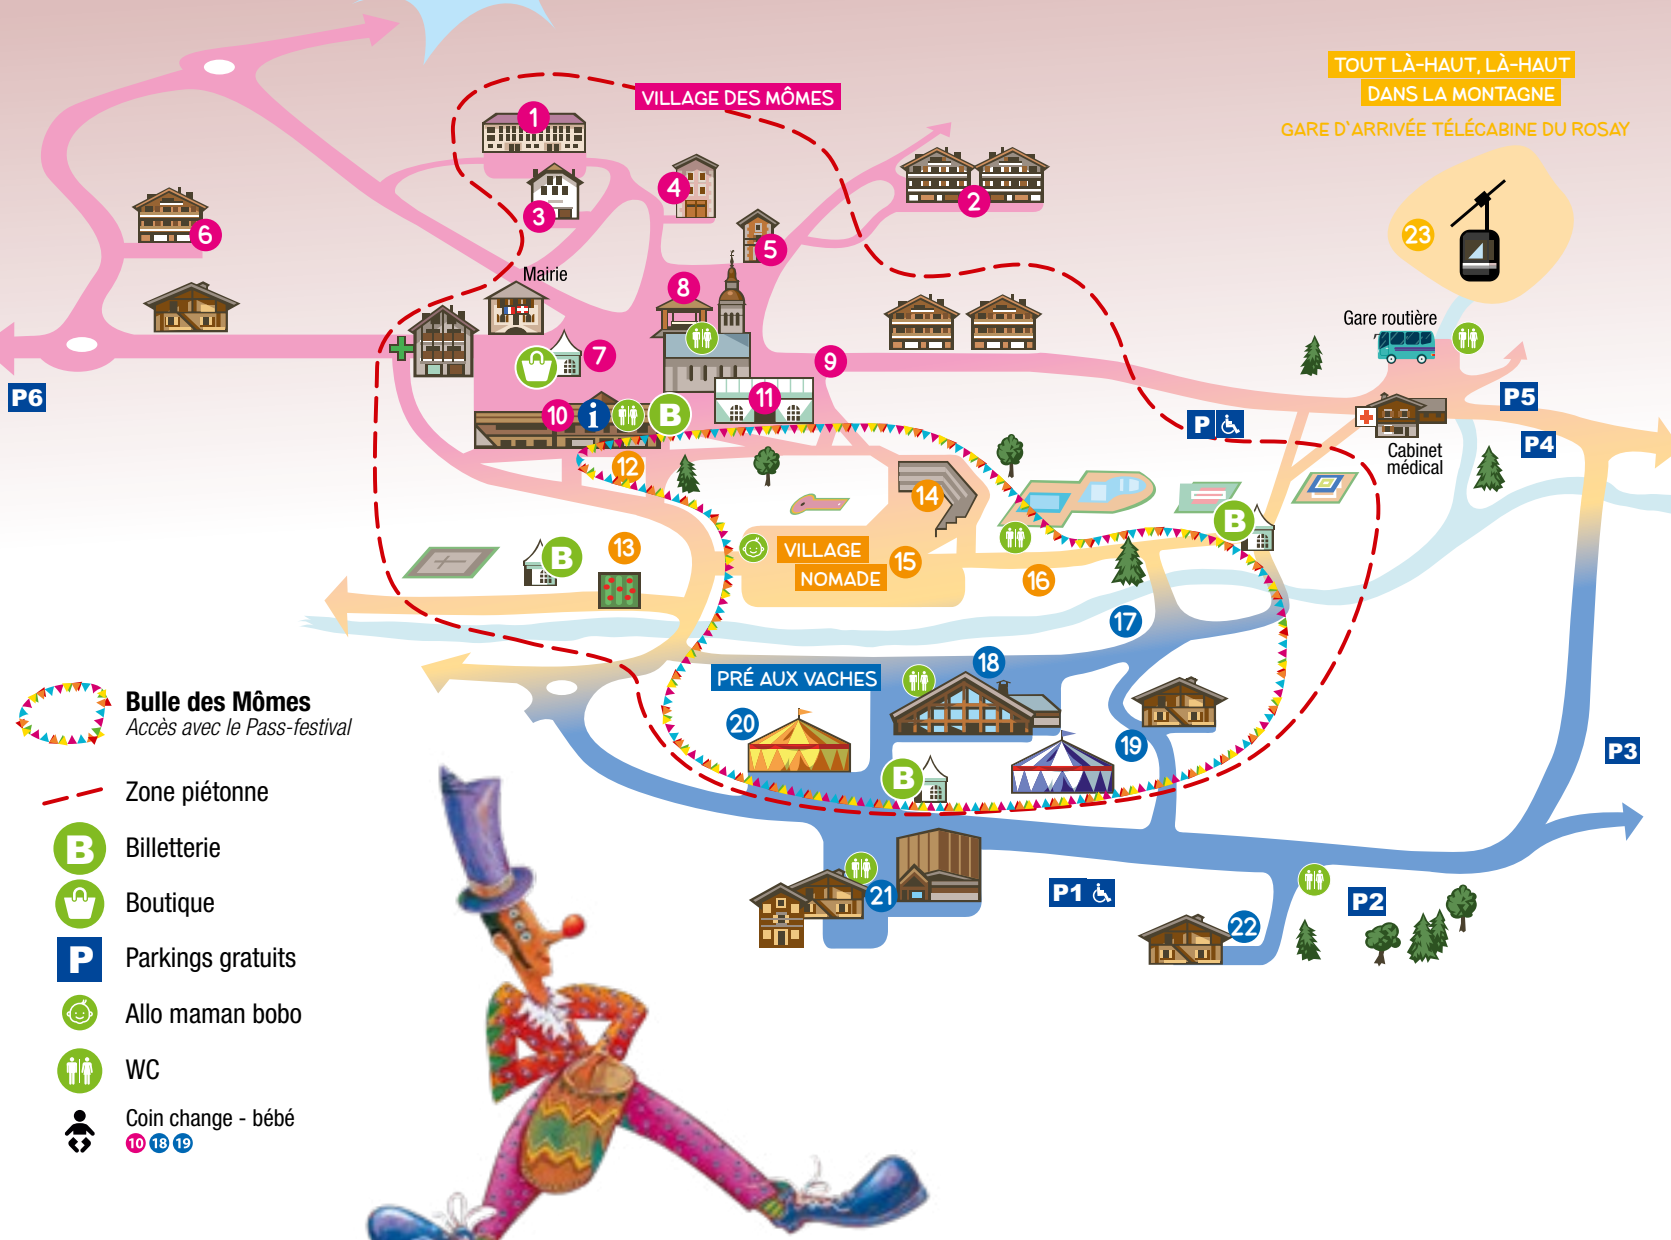 TOUT LÀ-HAUT, LÀ-HAUT
DANS LA MONTAGNE
GARE D'ARRIVÉE TÉLÉCABINE DU ROSAY
VILLAGE DES MÔMES
1
2
3
4
5
6
23
Mairie
8
Gare routière
7
9
P6
10
i
B
11
P
P5
P4
Cabinet
médical
12
14
B
13
B
VILLAGE
NOMADE
15
16
17
PRÉ AUX VACHES
18
20
19
B
P3
21
P1
P2
22
Bulle des Mômes
Accès avec le Pass-festival
Zone piétonne
B Billetterie
Boutique
P Parkings gratuits
Allo maman bobo
WC
Coin change - bébé
10 18 19